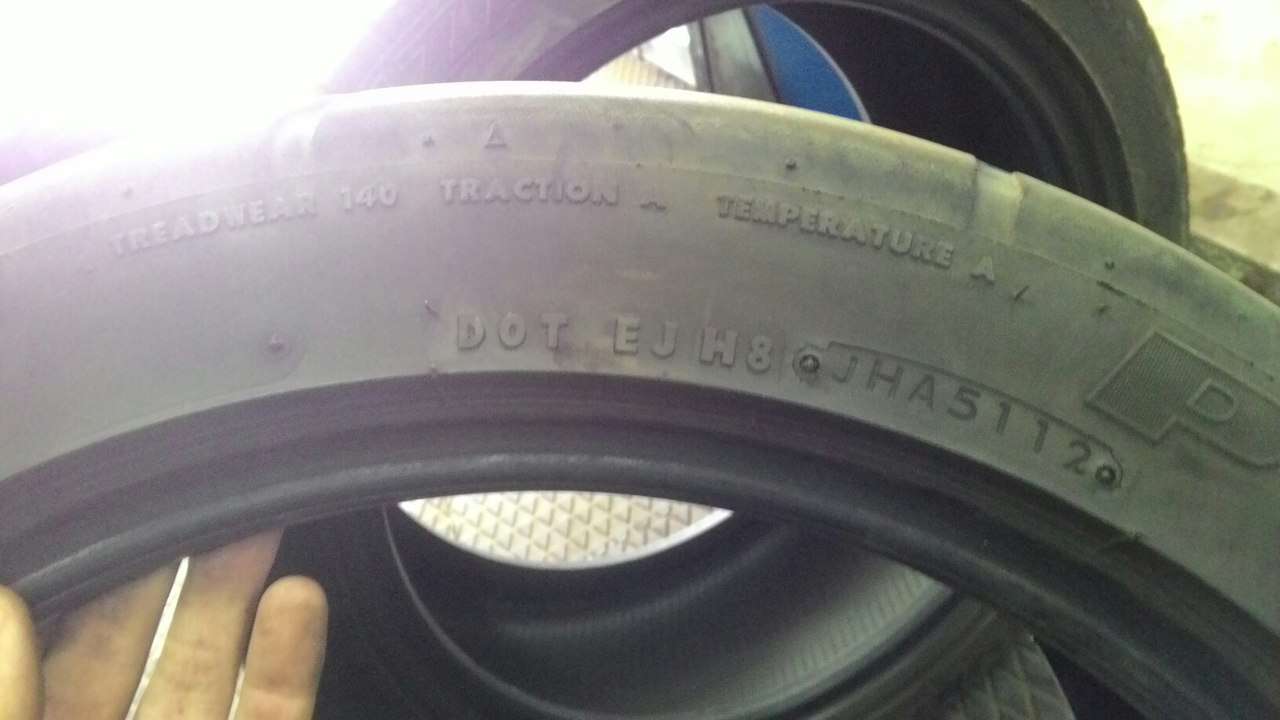 TREADWEAR 140 TRACTION A TEMPERATURE A
DOT EJ H8 JHA5112
P